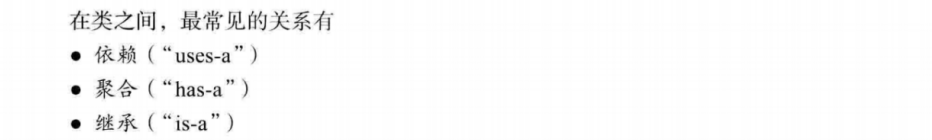 在类之间，最常见的关系有
● 依赖（“uses-a”）
● 聚合（“has-a”）
● 继承（“is-a”）